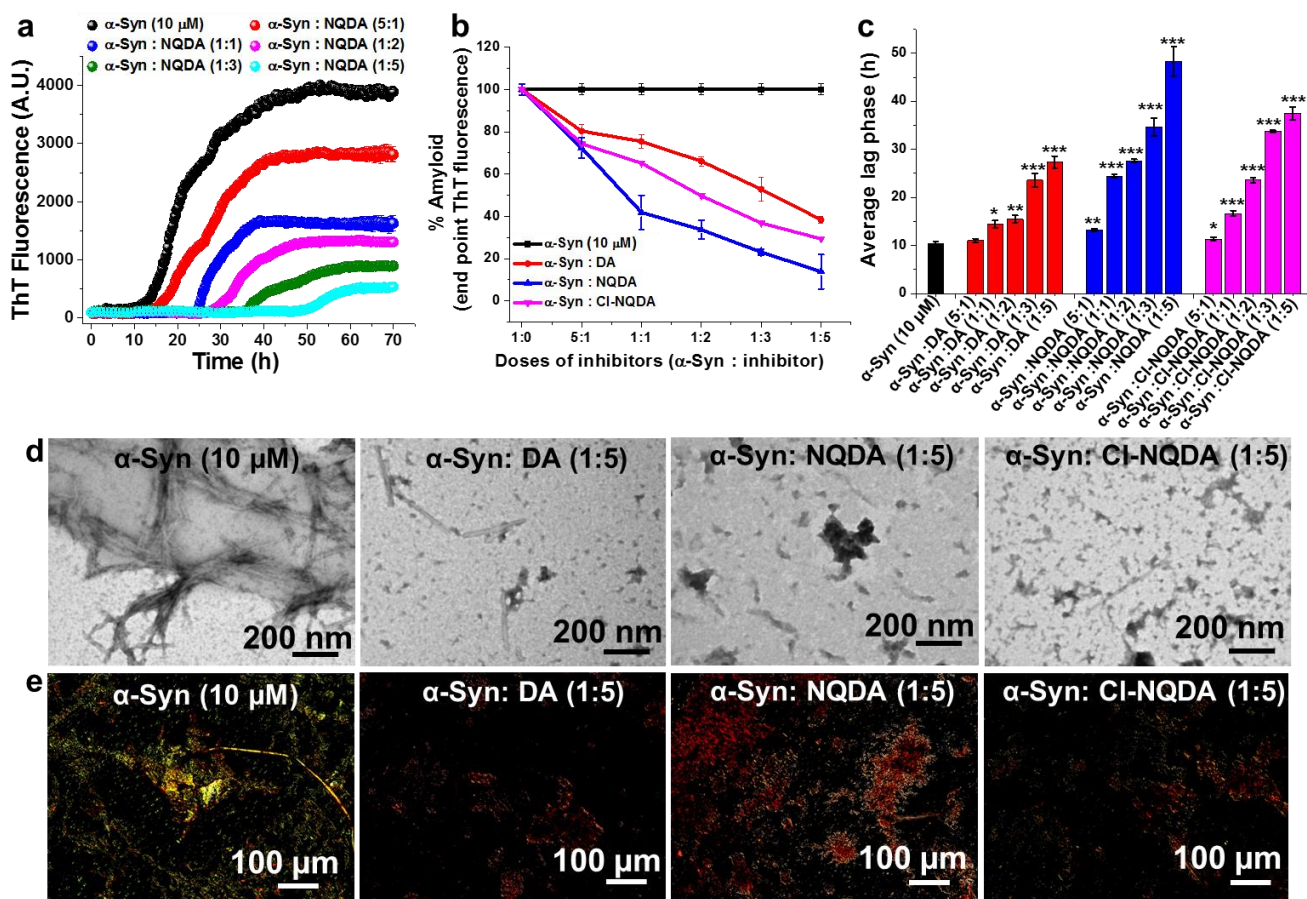 a
α-Syn (10 μM)
α-Syn : NQDA (5:1)
α-Syn : NQDA (1:1)
α-Syn : NQDA (1:2)
α-Syn : NQDA (1:3)
α-Syn : NQDA (1:5)
ThT Fluorescence (A.U.)
4000
3000
2000
1000
0
0 10 20 30 40 50 60 70
Time (h)
b
% Amyloid
(end point ThT fluorescence)
120
100
80
60
40
20
0
α-Syn (10 μM)
α-Syn : DA
α-Syn : NQDA
α-Syn : Cl-NQDA
1:0 5:1 1:1 1:2 1:3 1:5
Doses of inhibitors (α-Syn : inhibitor)
c
Average lag phase (h)
50
40
30
20
10
0
* ** *** ***
** *** *** *** ***
* *** *** *** ***
α-Syn (10 μM)
α-Syn :DA (5:1)
α-Syn :DA (1:1)
α-Syn :DA (1:2)
α-Syn :DA (1:3)
α-Syn :DA (1:5)
α-Syn :NQDA (5:1)
α-Syn :NQDA (1:1)
α-Syn :NQDA (1:2)
α-Syn :NQDA (1:3)
α-Syn :NQDA (1:5)
α-Syn :Cl-NQDA (5:1)
α-Syn :Cl-NQDA (1:1)
α-Syn :Cl-NQDA (1:2)
α-Syn :Cl-NQDA (1:3)
α-Syn :Cl-NQDA (1:5)
d
α-Syn (10 μM)
200 nm
α-Syn: DA (1:5)
200 nm
α-Syn: NQDA (1:5)
200 nm
α-Syn: Cl-NQDA (1:5)
200 nm
e
α-Syn (10 μM)
100 μm
α-Syn: DA (1:5)
100 μm
α-Syn: NQDA (1:5)
100 μm
α-Syn: Cl-NQDA (1:5)
100 μm